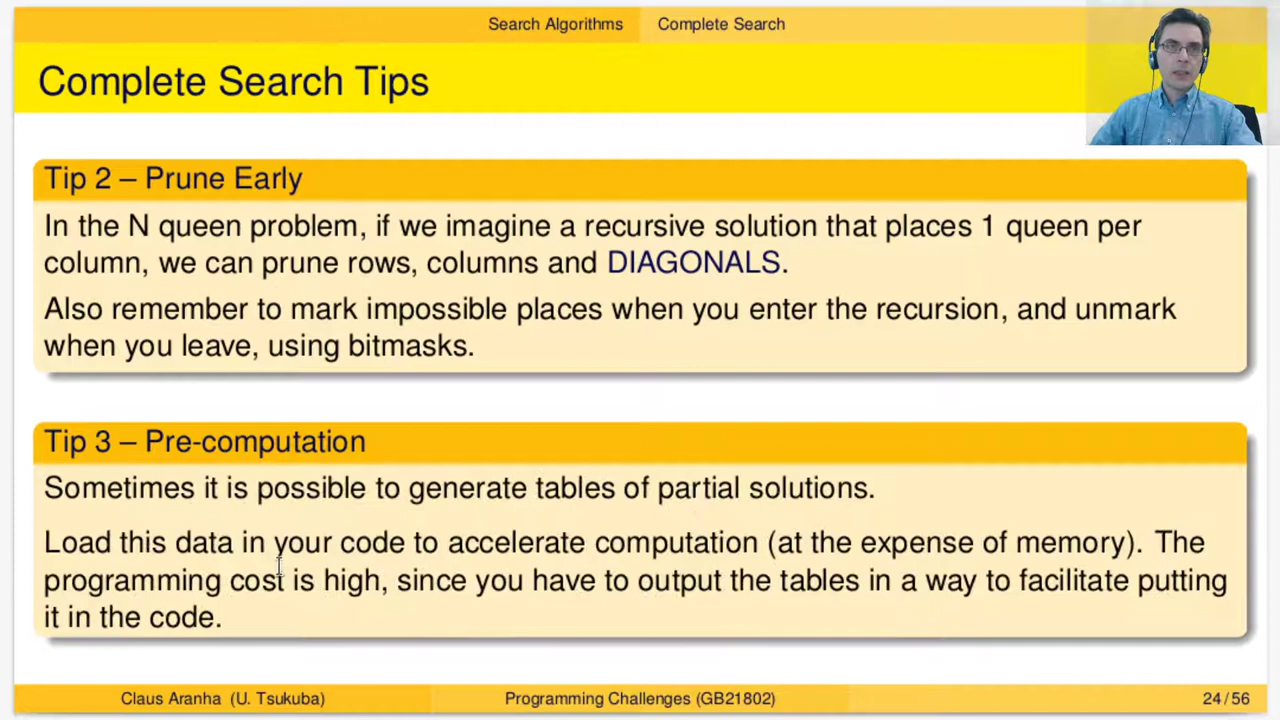 Search Algorithms Complete Search
Complete Search Tips
Tip 2 – Prune Early
In the N queen problem, if we imagine a recursive solution that places 1 queen per
column, we can prune rows, columns and DIAGONALS.
Also remember to mark impossible places when you enter the recursion, and unmark
when you leave, using bitmasks.
Tip 3 – Pre-computation
Sometimes it is possible to generate tables of partial solutions.
Load this data in your code to accelerate computation (at the expense of memory). The
programming cost is high, since you have to output the tables in a way to facilitate putting
it in the code.
Claus Aranha (U. Tsukuba) Programming Challenges (GB21802) 24 / 56